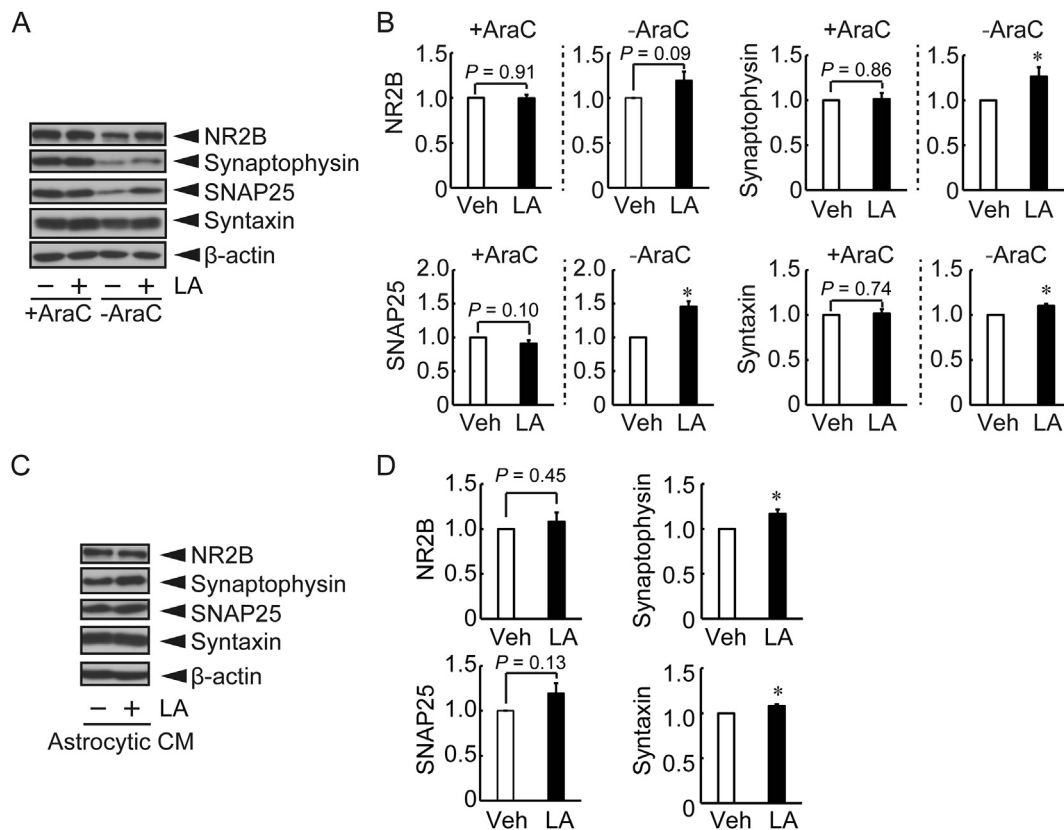 A
NR2B
Synaptophysin
SNAP25
Syntaxin
β-actin
− + − + LA
+AraC -AraC
B
+AraC -AraC
NR2B
1.5
1.0
0.5
0
P = 0.91
Veh LA
1.5
1.0
0.5
0
P = 0.09
Veh LA
+AraC -AraC
Synaptophysin
1.5
1.0
0.5
0
P = 0.86
Veh LA
1.5
1.0
0.5
0
*
Veh LA
+AraC -AraC
SNAP25
2.0
1.5
1.0
0.5
0
P = 0.10
Veh LA
2.0
1.5
1.0
0.5
0
*
Veh LA
+AraC -AraC
Syntaxin
1.5
1.0
0.5
0
P = 0.74
Veh LA
1.5
1.0
0.5
0
*
Veh LA
C
NR2B
Synaptophysin
SNAP25
Syntaxin
β-actin
− + LA
Astrocytic CM
D
NR2B
1.5
1.0
0.5
0
P = 0.45
Veh LA
Synaptophysin
1.5
1.0
0.5
0
*
Veh LA
SNAP25
1.5
1.0
0.5
0
P = 0.13
Veh LA
Syntaxin
1.5
1.0
0.5
0
*
Veh LA